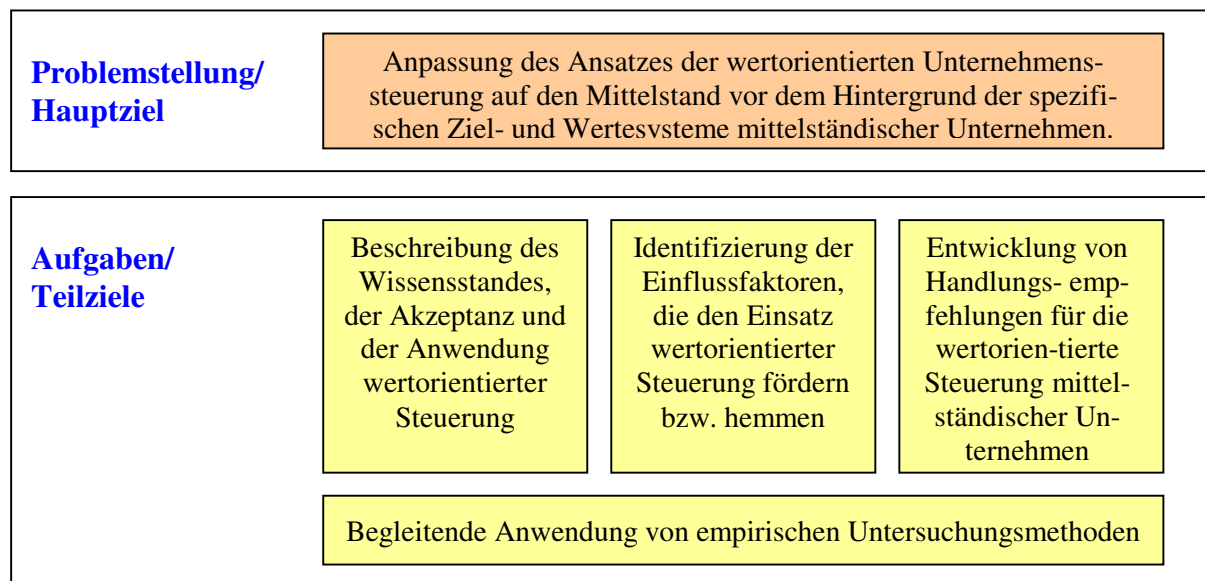 Problemstellung/
Hauptziel
Anpassung des Ansatzes der wertorientierten Unternehmens-
steuerung auf den Mittelstand vor dem Hintergrund der spezifi-
schen Ziel- und Wertesysteme mittelständischer Unternehmen.
Aufgaben/
Teilziele
Beschreibung des
Wissensstandes,
der Akzeptanz und
der Anwendung
wertorientierter
Steuerung
Identifizierung der
Einflussfaktoren,
die den Einsatz
wertorientierter
Steuerung fördern
bzw. hemmen
Entwicklung von
Handlungs- emp-
fehlungen für die
wertorien-tierte
Steuerung mittel-
ständischer Un-
ternehmen
Begleitende Anwendung von empirischen Untersuchungsmethoden